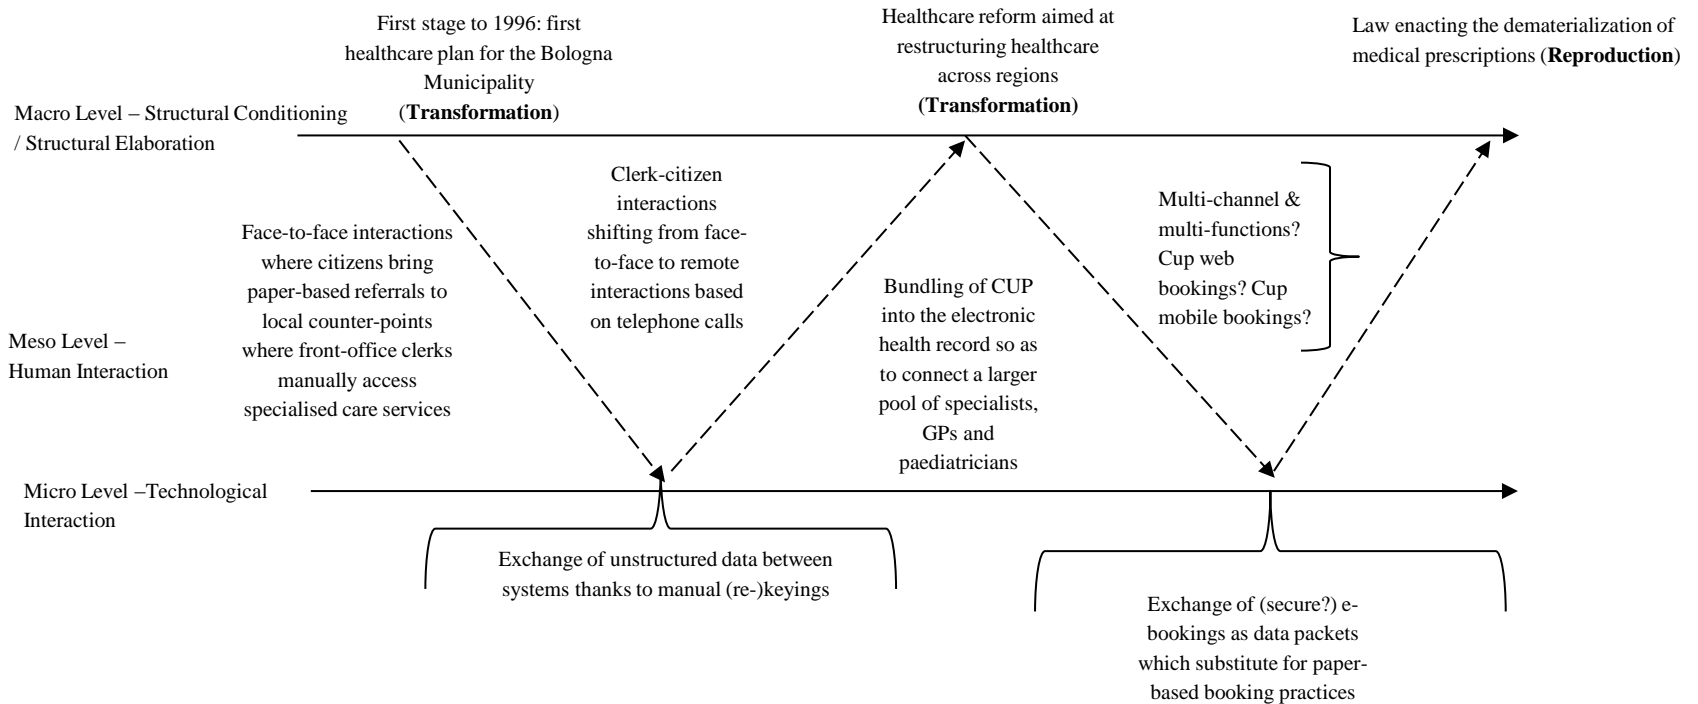 First stage to 1996: first
healthcare plan for the Bologna
Municipality
(Transformation)
Healthcare reform aimed at
restructuring healthcare
across regions
(Transformation)
Law enacting the dematerialization of
medical prescriptions (Reproduction)
Macro Level – Structural Conditioning
/ Structural Elaboration
Face-to-face interactions
where citizens bring
paper-based referrals to
local counter-points
where front-office clerks
manually access
specialised care services
Clerk-citizen
interactions
shifting from face-
to-face to remote
interactions based
on telephone calls
Bundling of CUP
into the electronic
health record so as
to connect a larger
pool of specialists,
GPs and
paediatricians
Multi-channel &
multi-functions?
Cup web
bookings? Cup
mobile bookings?
Meso Level –
Human Interaction
Micro Level –Technological
Interaction
Exchange of unstructured data between
systems thanks to manual (re-)keyings
Exchange of (secure?) e-
bookings as data packets
which substitute for paper-
based booking practices